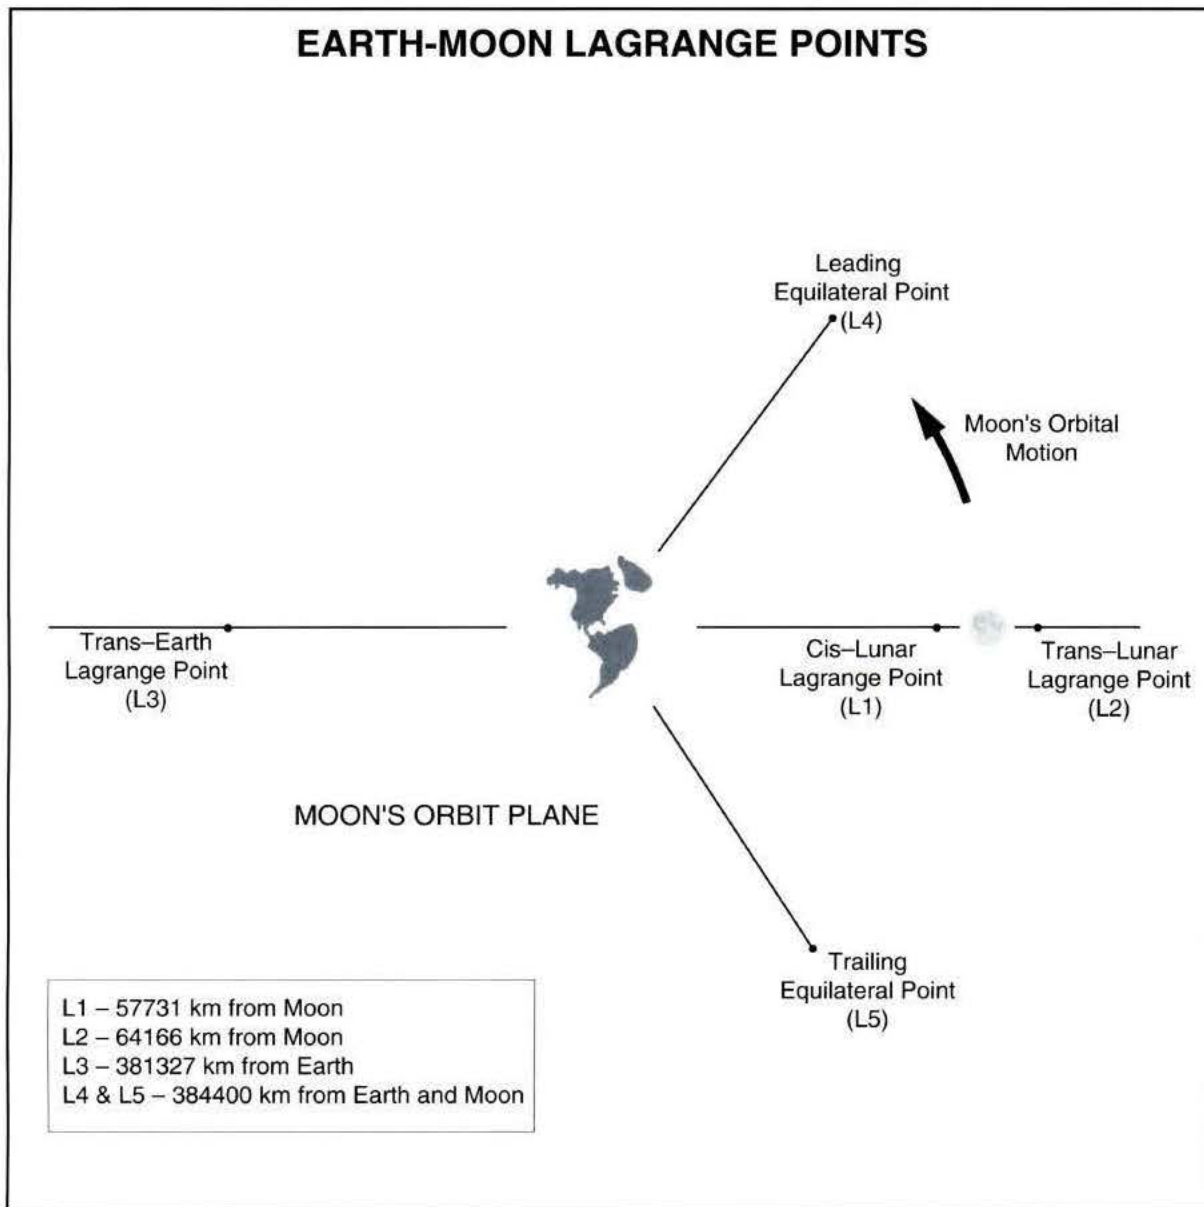 EARTH-MOON LAGRANGE POINTS
Leading
Equilateral Point
(L4)
Moon's Orbital
Motion
Trans–Earth
Lagrange Point
(L3)
Cis–Lunar
Lagrange Point
(L1)
Trans–Lunar
Lagrange Point
(L2)
MOON'S ORBIT PLANE
Trailing
Equilateral Point
(L5)
L1 – 57731 km from Moon
L2 – 64166 km from Moon
L3 – 381327 km from Earth
L4 & L5 – 384400 km from Earth and Moon